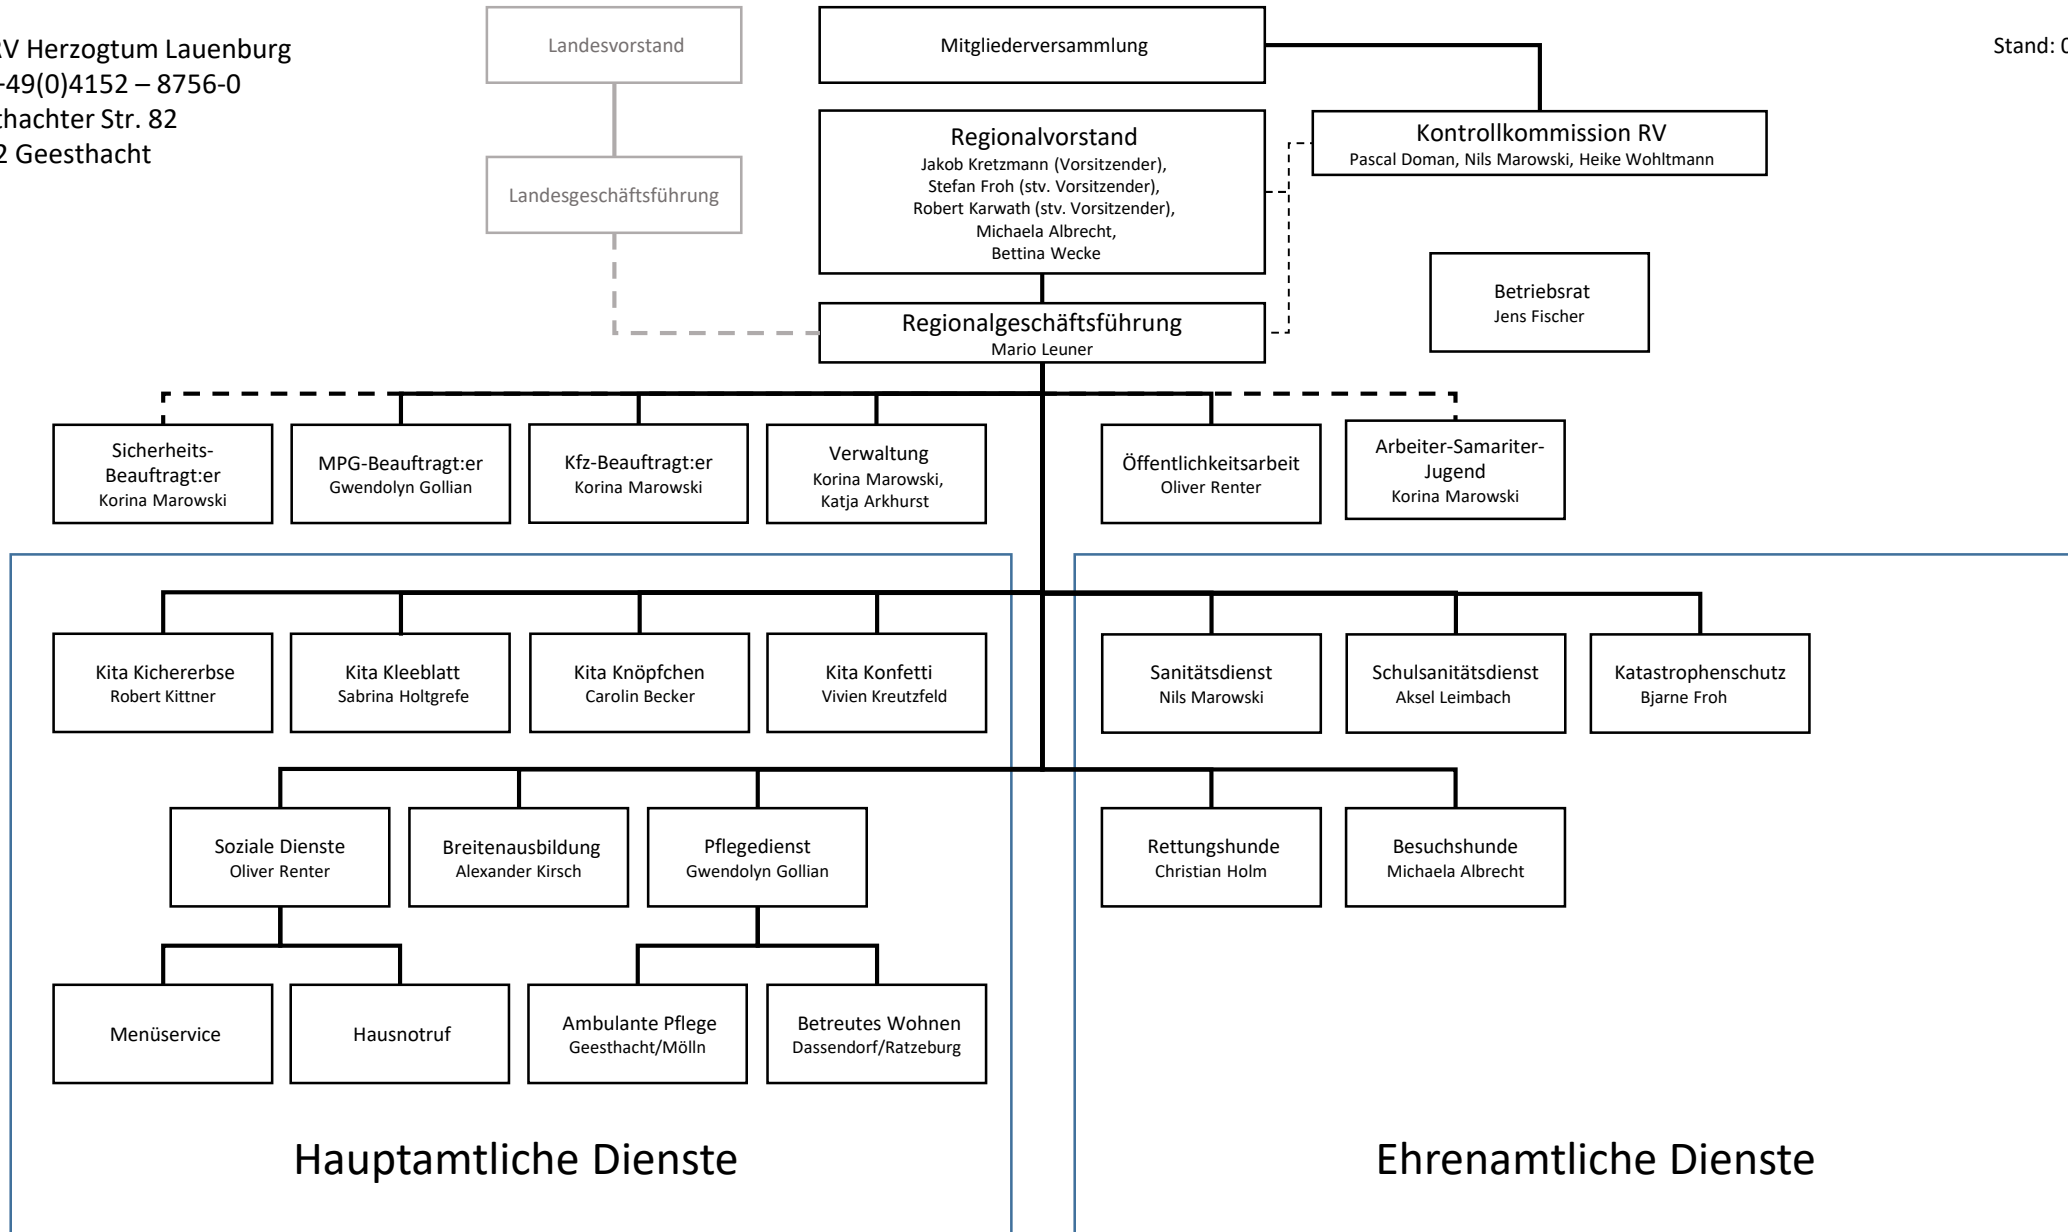 RV Herzogtum Lauenburg
49(0)4152 – 8756-0
Str. 82
Geesthacht
Stand:
Landesvorstand
Mitgliederversammlung
Landesgeschäftsführung
Regionalvorstand
Jakob Kretzmann (Vorsitzender),
Stefan Froh (stv. Vorsitzender),
Robert Karwath (stv. Vorsitzender),
Michaela Albrecht,
Bettina Wecke
Kontrollkommission RV
Pascal Doman, Nils Marowski, Heike Wohltmann
Betriebsrat
Jens Fischer
Regionalgeschäftsführung
Mario Leuner
Sicherheits-
Beauftragt:er
Korina Marowski
MPG-Beauftragt:er
Gwendolyn Gollian
Kfz-Beauftragt:er
Korina Marowski
Verwaltung
Korina Marowski,
Katja Arkhurst
Öffentlichkeitsarbeit
Oliver Renter
Arbeiter-Samariter-
Jugend
Korina Marowski
Kita Kichererbse
Robert Kittner
Kita Kleeblatt
Sabrina Holtgrefe
Kita Knöpfchen
Carolin Becker
Kita Konfetti
Vivien Kreutzfeld
Sanitätsdienst
Nils Marowski
Schulsanitätsdienst
Aksel Leimbach
Katastrophenschutz
Bjarne Froh
Soziale Dienste
Oliver Renter
Breitenausbildung
Alexander Kirsch
Pflegedienst
Gwendolyn Gollian
Rettungshunde
Christian Holm
Besuchshunde
Michaela Albrecht
Menüservice
Hausnotruf
Ambulante Pflege
Geesthacht/Mölln
Betreutes Wohnen
Dassendorf/Ratzeburg
Hauptamtliche Dienste
Ehrenamtliche Dienste